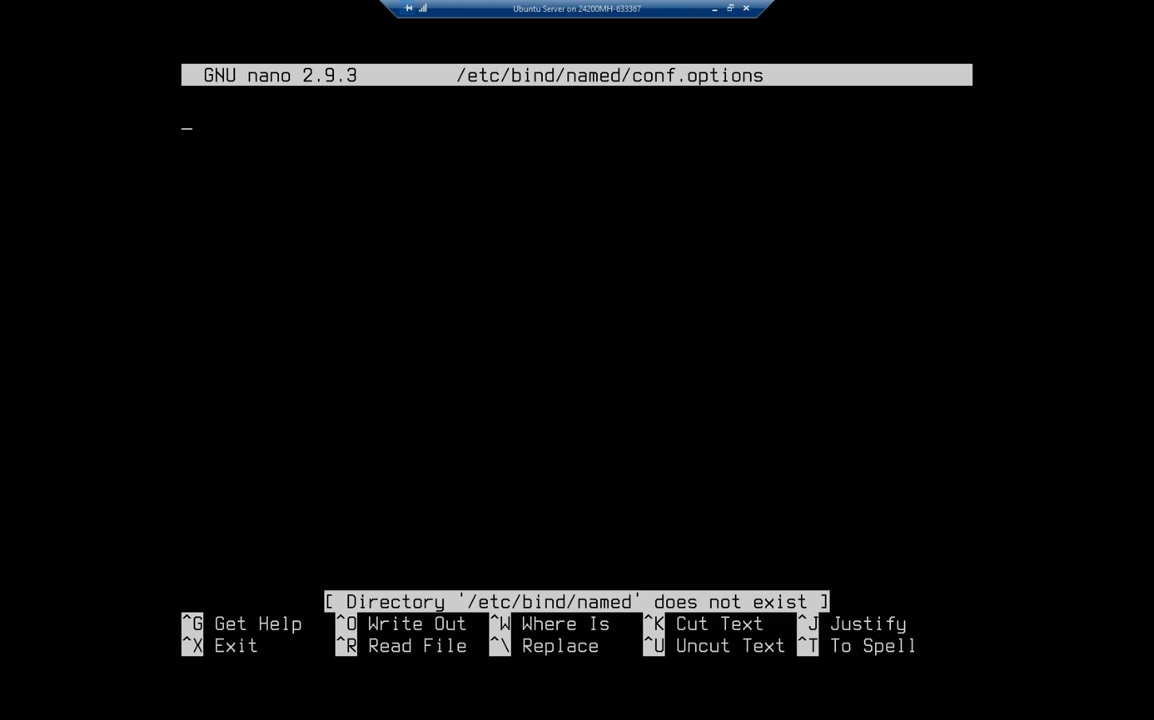 Ubuntu Server on 24200MH-633367
GNU nano 2.9.3 /etc/bind/named/conf.options
[ Directory '/etc/bind/named' does not exist ]
^G Get Help ^O Write Out ^W Where Is ^K Cut Text ^J Justify
^X Exit ^R Read File ^\ Replace ^U Uncut Text ^T To Spell